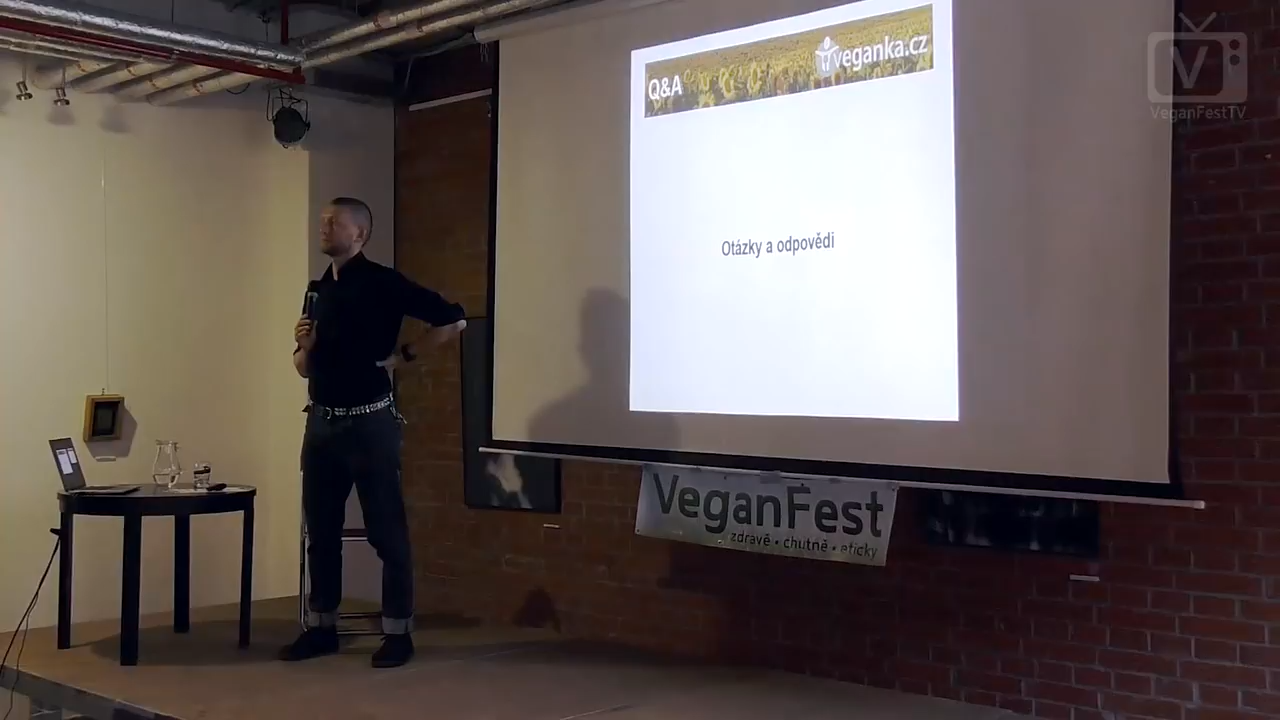 Q&A
veganka.cz
Otázky a odpovědi
VeganFest
zdravě • chutně • eticky
V
VeganFestTV